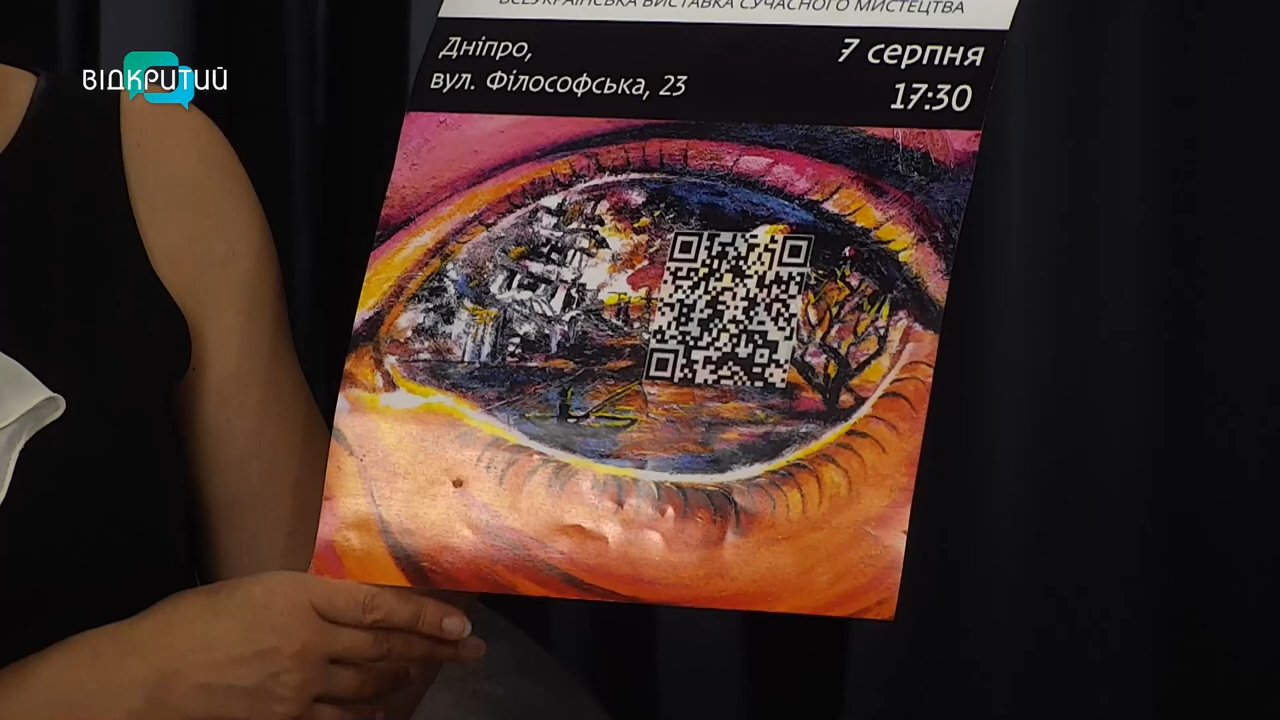 ВСЕУКРАЇНСЬКА ВИСТАВКА СУЧАСНОГО МИСТЕЦТВА
Дніпро,
вул. Філософська, 23
7 серпня
17:30
ВІДКРИТИЙ